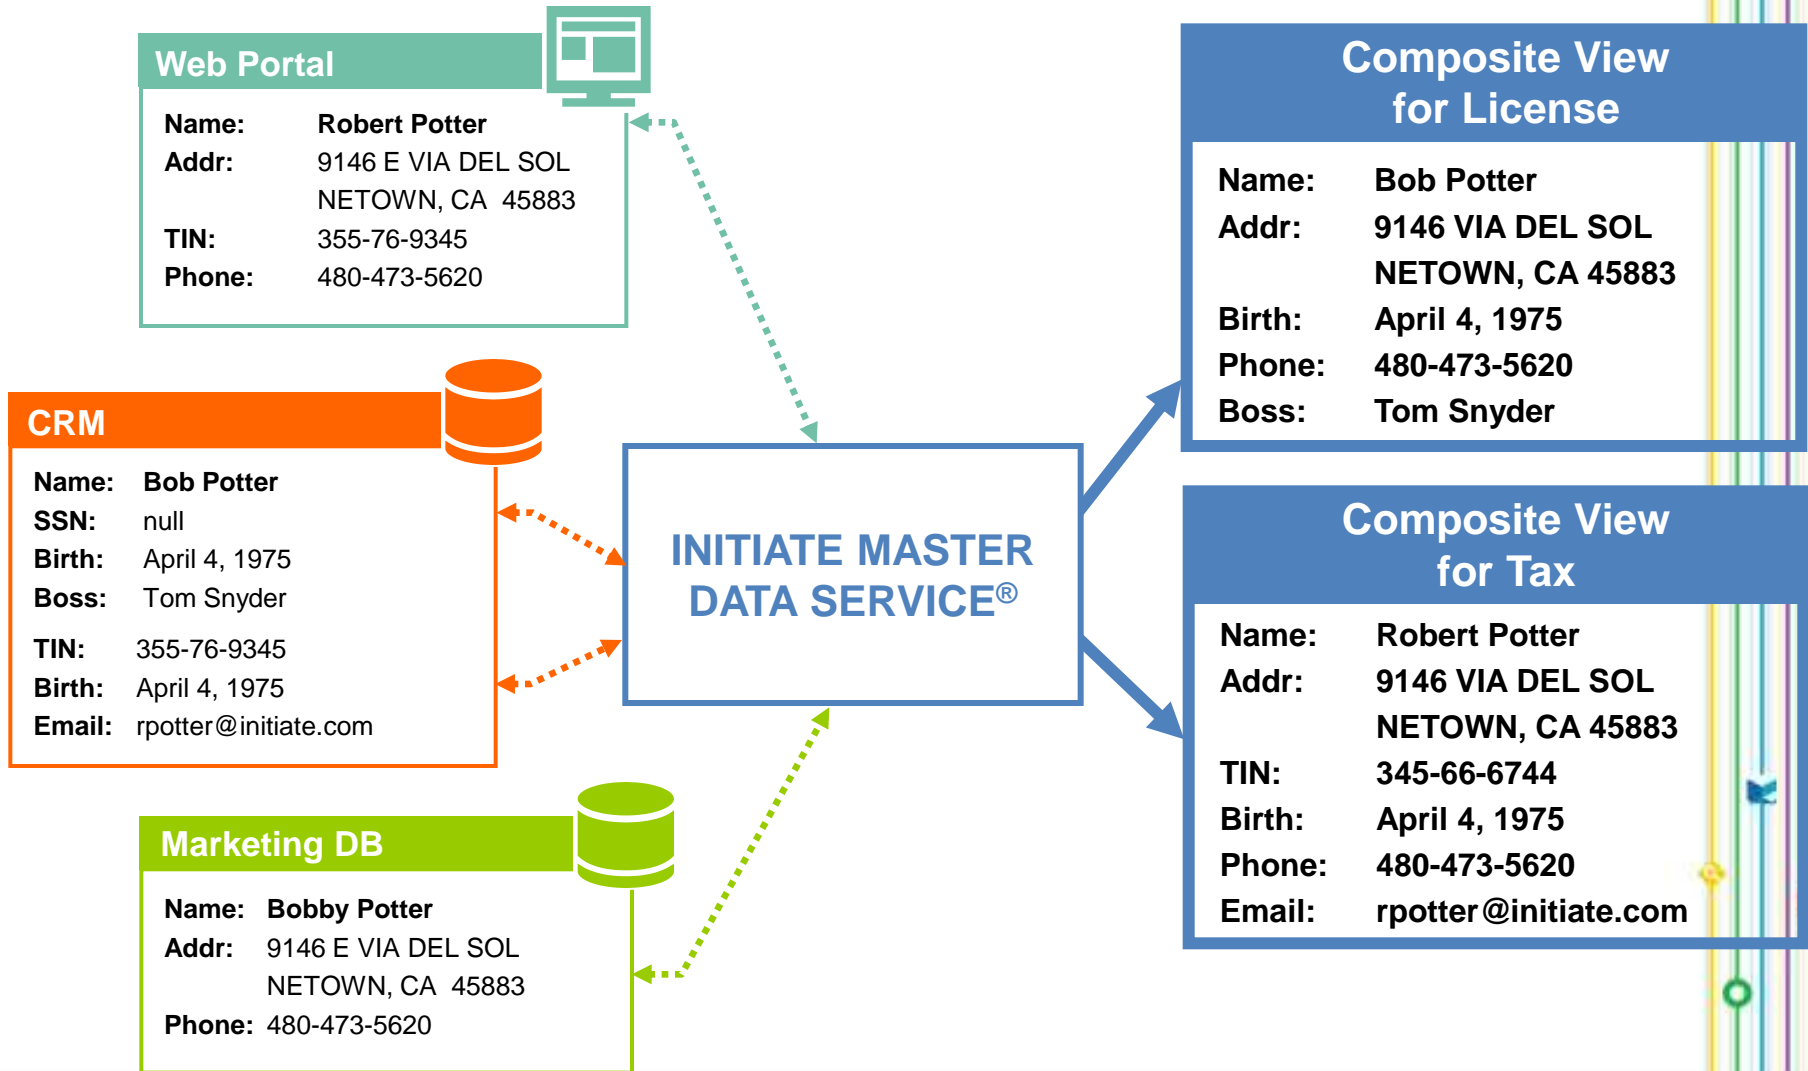 Web Portal
Name: Robert Potter
Addr: 9146 E VIA DEL SOL
NETOWN, CA 45883
TIN: 355-76-9345
Phone: 480-473-5620
CRM
Name: Bob Potter
SSN: null
Birth: April 4, 1975
Boss: Tom Snyder
TIN: 355-76-9345
Birth: April 4, 1975
Email: rpotter@initiate.com
Marketing DB
Name: Bobby Potter
Addr: 9146 E VIA DEL SOL
NETOWN, CA 45883
Phone: 480-473-5620
INITIATE MASTER
DATA SERVICE®
Composite View
for License
Name: Bob Potter
Addr: 9146 VIA DEL SOL
NETOWN, CA 45883
Birth: April 4, 1975
Phone: 480-473-5620
Boss: Tom Snyder
Composite View
for Tax
Name: Robert Potter
Addr: 9146 VIA DEL SOL
NETOWN, CA 45883
TIN: 345-66-6744
Birth: April 4, 1975
Phone: 480-473-5620
Email: rpotter@initiate.com